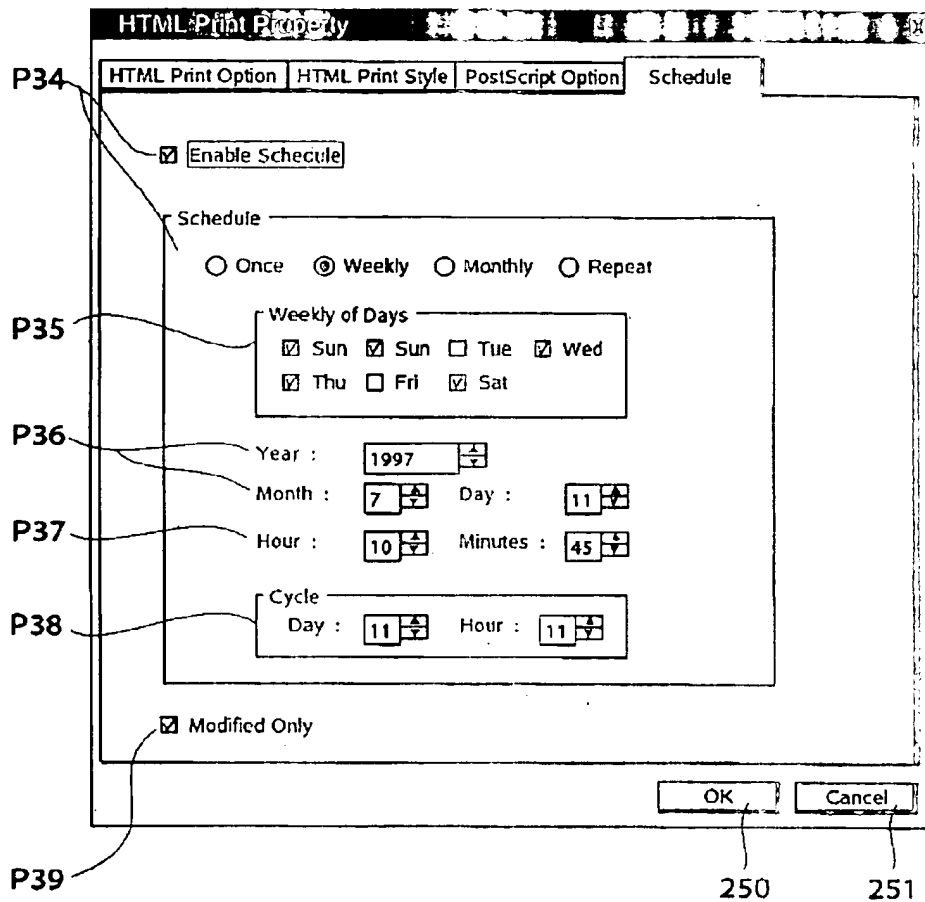 HTML Print Property
P34
HTML Print Option HTML Print Style PostScript Option Schedule
Enable Schedule
Schedule
Once Weekly Monthly Repeat
P35
Weekly of Days
Sun Sun Tue Wed
Thu Fri Sat
P36
Year : 1997
Month : 7 Day : 11
P37
Hour : 10 Minutes : 45
P38
Cycle
Day : 11 Hour : 11
Modified Only
OK Cancel
P39
250 251